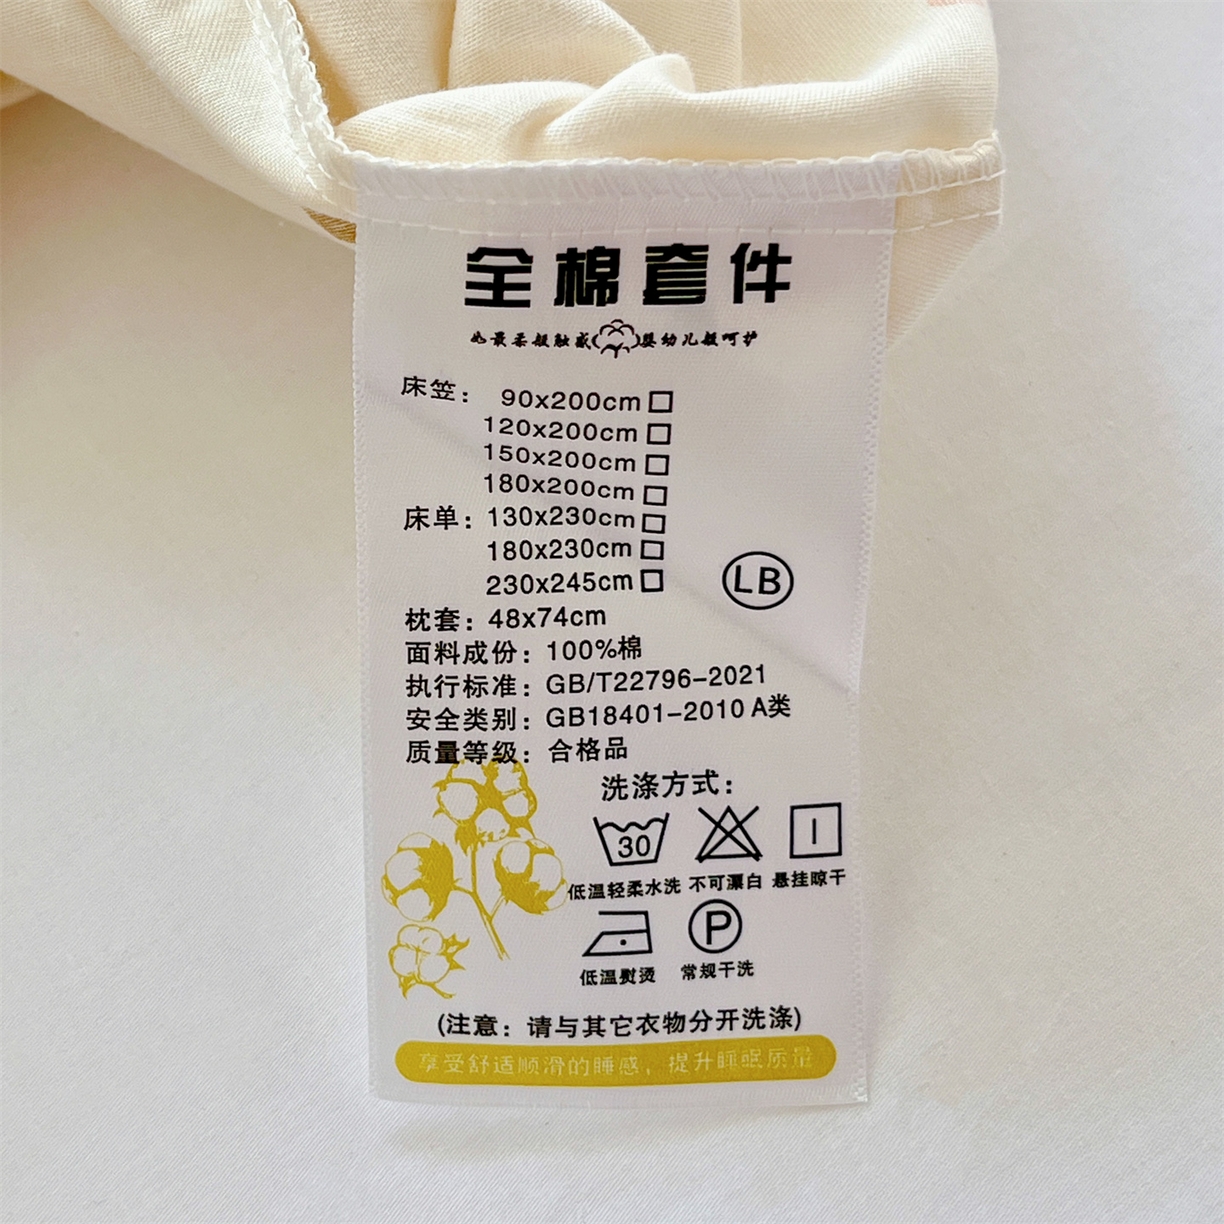 全棉套件
如最柔软触感 婴幼儿般呵护
床笠： 90x200cm□
120x200cm□
150x200cm□
180x200cm□
床单：130x230cm□
180x230cm□
230x245cm□
LB
枕套：48x74cm
面料成份：100%棉
执行标准：GB/T22796-2021
安全类别：GB18401-2010 A类
质量等级：合格品
洗涤方式：
30
低温轻柔水洗 不可漂白 悬挂晾干
P
低温熨烫 常规干洗
(注意：请与其它衣物分开洗涤)
享受舒适顺滑的睡感，提升睡眠质量